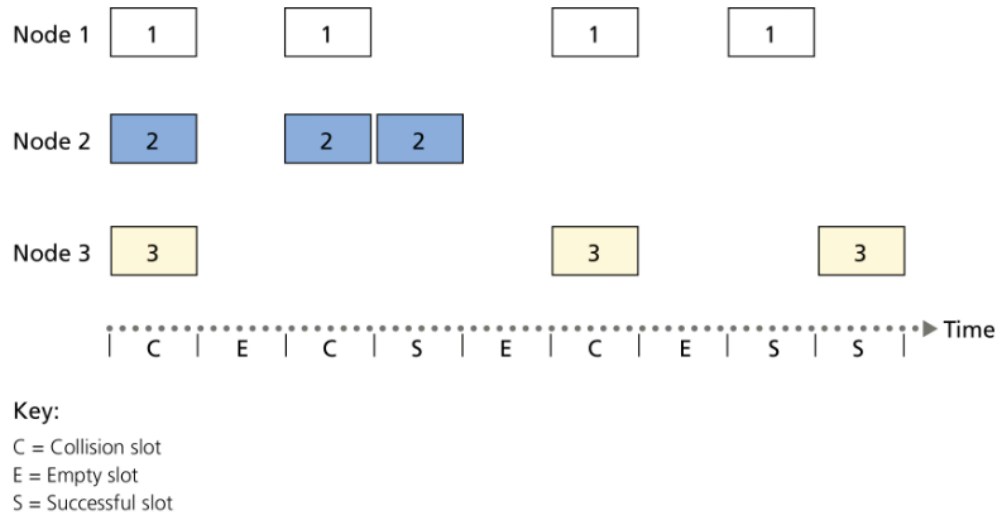 Node 1 1 1 1 1
Node 2 2 2 2
Node 3 3 3 3
Time
C E C S E C E S S
Key:
C = Collision slot
E = Empty slot
S = Successful slot